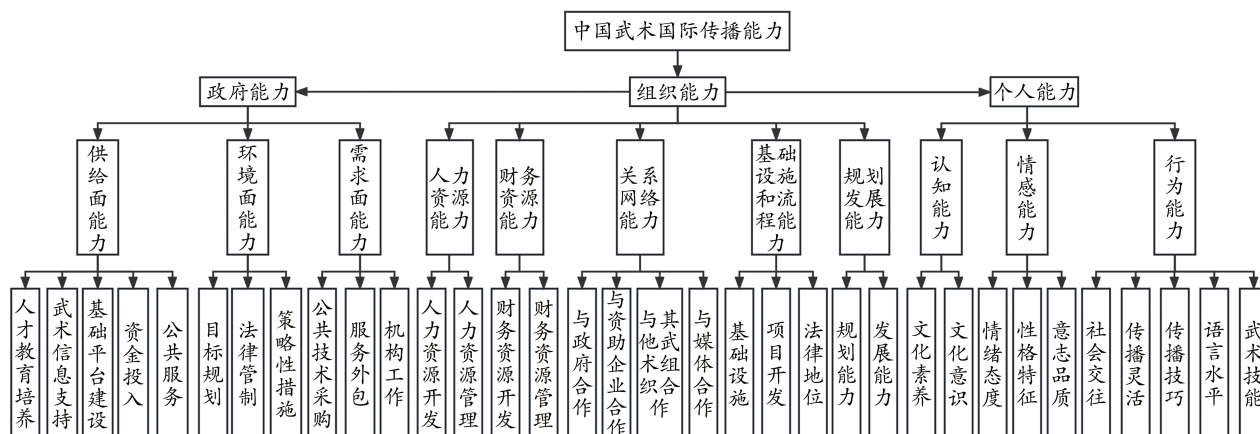 中国武术国际传播能力
政府能力
组织能力
个人能力
供给面能力
环境面能力
需求面能力
人力资源能力
财务资源能力
关系网络能力
基础设施和流程能力
规划发展能力
认知能力
情感能力
行为能力
人才教育培养
武术信息支持
基础平台建设
资金投入
公共服务
目标规划
法律管制
策略性措施
公共技术采购
服务外包
机构工作
人力资源开发
人力资源管理
财务资源开发
财务资源管理
与政府合作
与资助企业合作
与其他武术组织合作
与媒体合作
基础设施
项目开发
法律地位
规划能力
发展能力
文化素养
文化意识
情绪态度
性格特征
意志品质
社会交往
传播灵活
传播技巧
语言水平
武术技能